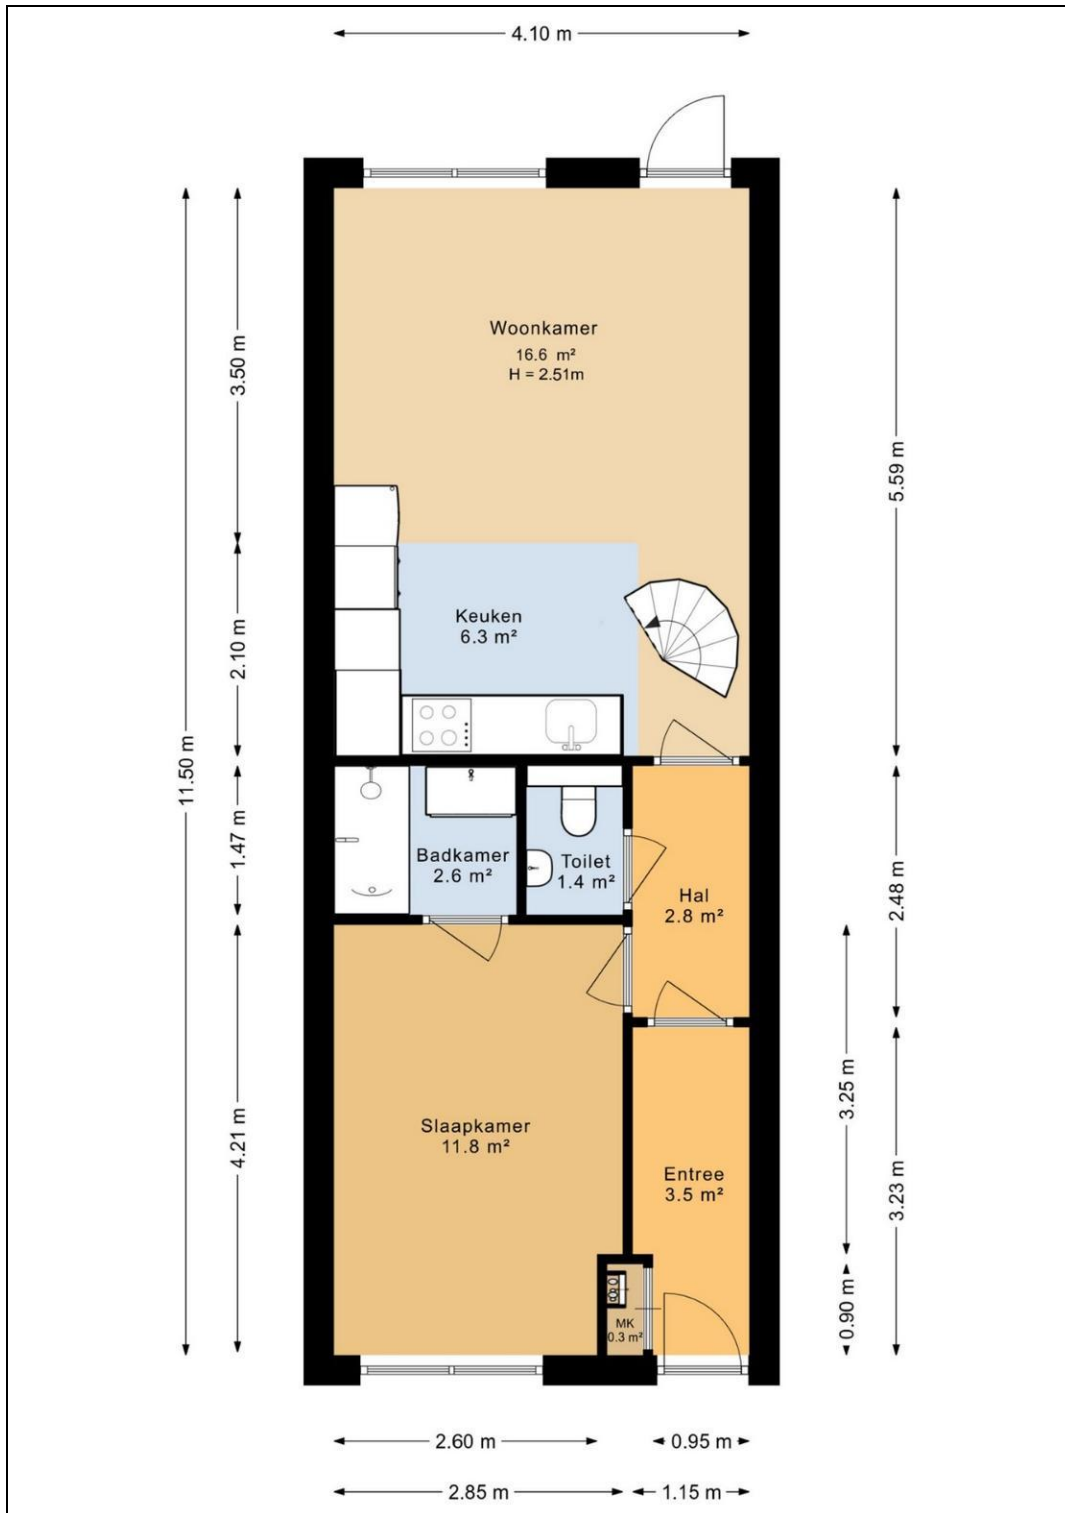 4.10 m
Woonkamer
16.6 m²
H = 2.51m
3.50 m
5.59 m
Keuken
6.3 m²
2.10 m
11.50 m
1.47 m
Badkamer
2.6 m²
Toilet
1.4 m²
Hal
2.8 m²
2.48 m
Slaapkamer
11.8 m²
4.21 m
3.25 m
Entree
3.5 m²
3.23 m
0.90 m
MK
0.3 m²
2.60 m
0.95 m
2.85 m
1.15 m